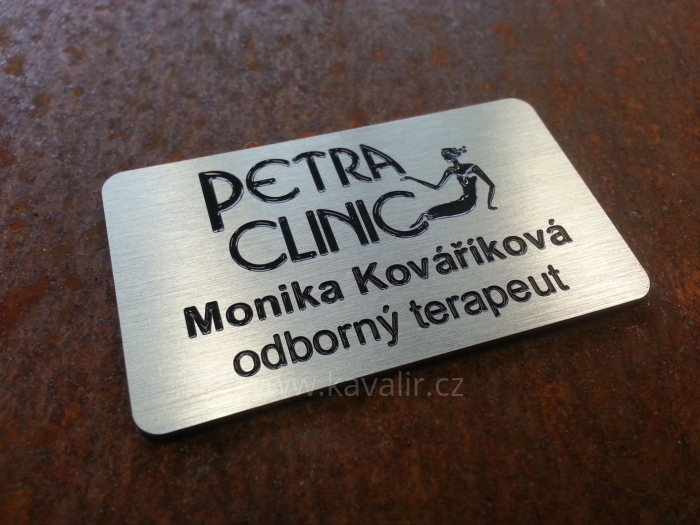 PETRA
CLINIC
Monika Kováříková
odborný terapeut
www.kavalir.cz